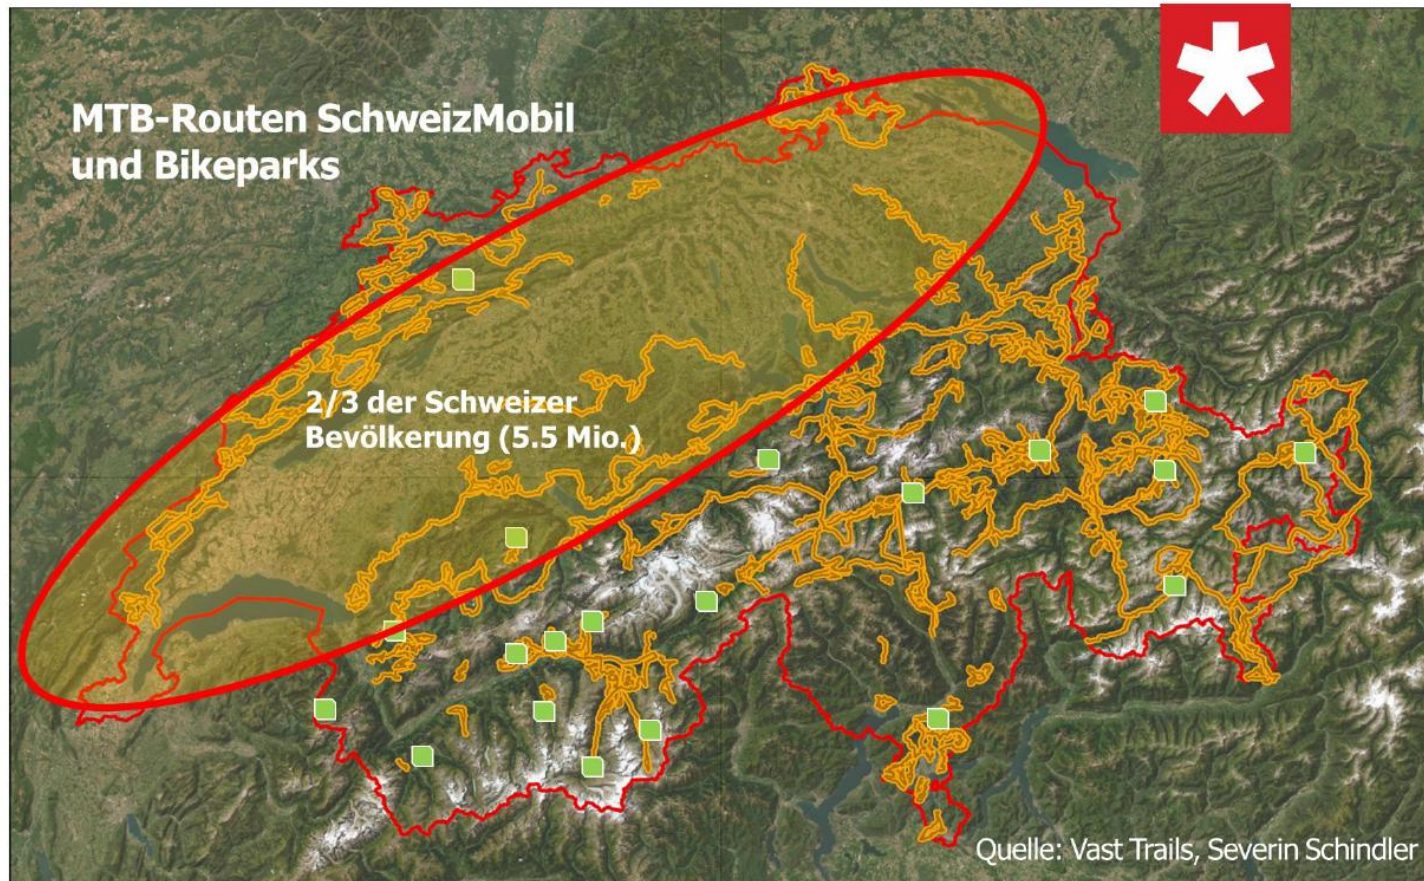 MTB-Routen SchweizMobil
und Bikeparks
2/3 der Schweizer
Bevölkerung (5.5 Mio.)
Quelle: Vast Trails, Severin Schindler